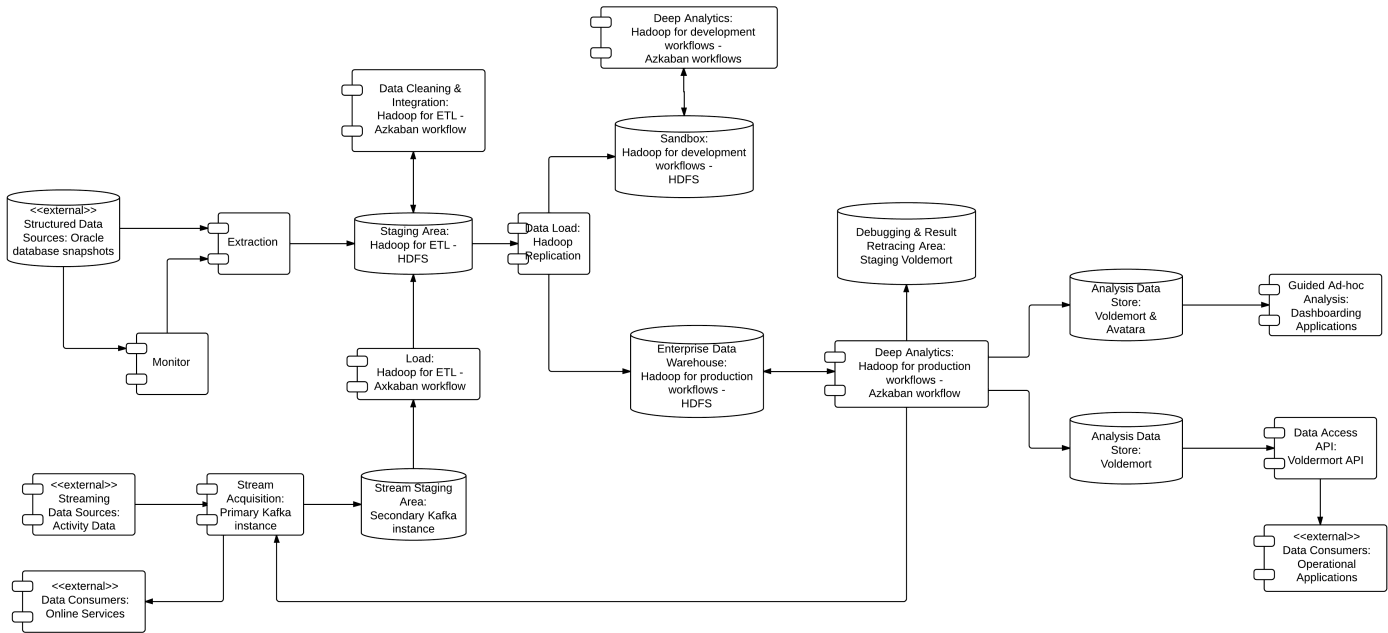 Deep Analytics:
Hadoop for development
workflows -
Azkaban workflows
Data Cleaning &
Integration:
Hadoop for ETL -
Azkaban workflow
Sandbox:
Hadoop for development
workflows -
HDFS
<<external>>
Structured Data
Sources: Oracle
database snapshots
Extraction
Staging Area:
Hadoop for ETL -
HDFS
Data Load:
Hadoop
Replication
Debugging & Result
Retracing Area:
Staging Voldemort
Analysis Data
Store:
Voldemort &
Avatara
Guided Ad-hoc
Analysis:
Dashboarding
Applications
Monitor
Load:
Hadoop for ETL -
Axkaban workflow
Enterprise Data
Warehouse:
Hadoop for production
workflows -
HDFS
Deep Analytics:
Hadoop for production
workflows -
Azkaban workflow
Analysis Data
Store:
Voldemort
Data Access
API:
Voldermort API
<<external>>
Streaming
Data Sources:
Activity Data
Stream
Acquisition:
Primary Kafka
instance
Stream Staging
Area:
Secondary Kafka
instance
<<external>>
Data Consumers:
Operational
Applications
<<external>>
Data Consumers:
Online Services